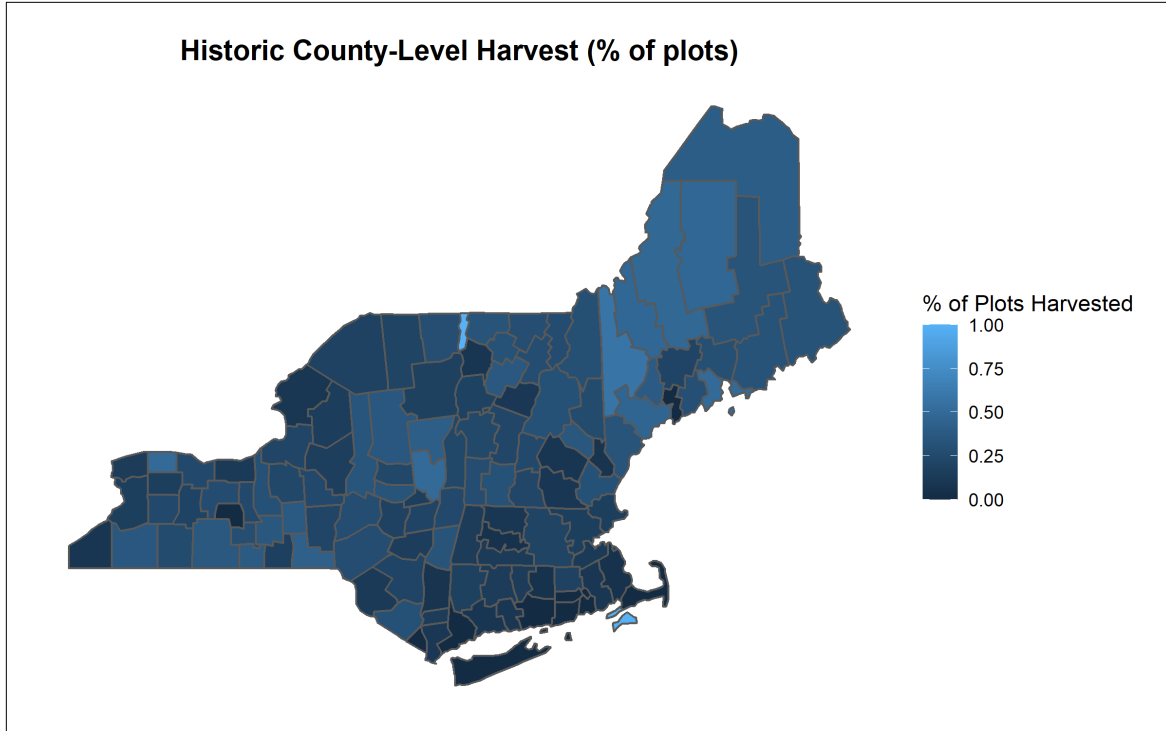 Historic County-Level Harvest (% of plots)
% of Plots Harvested
1.00
0.75
0.50
0.25
0.00